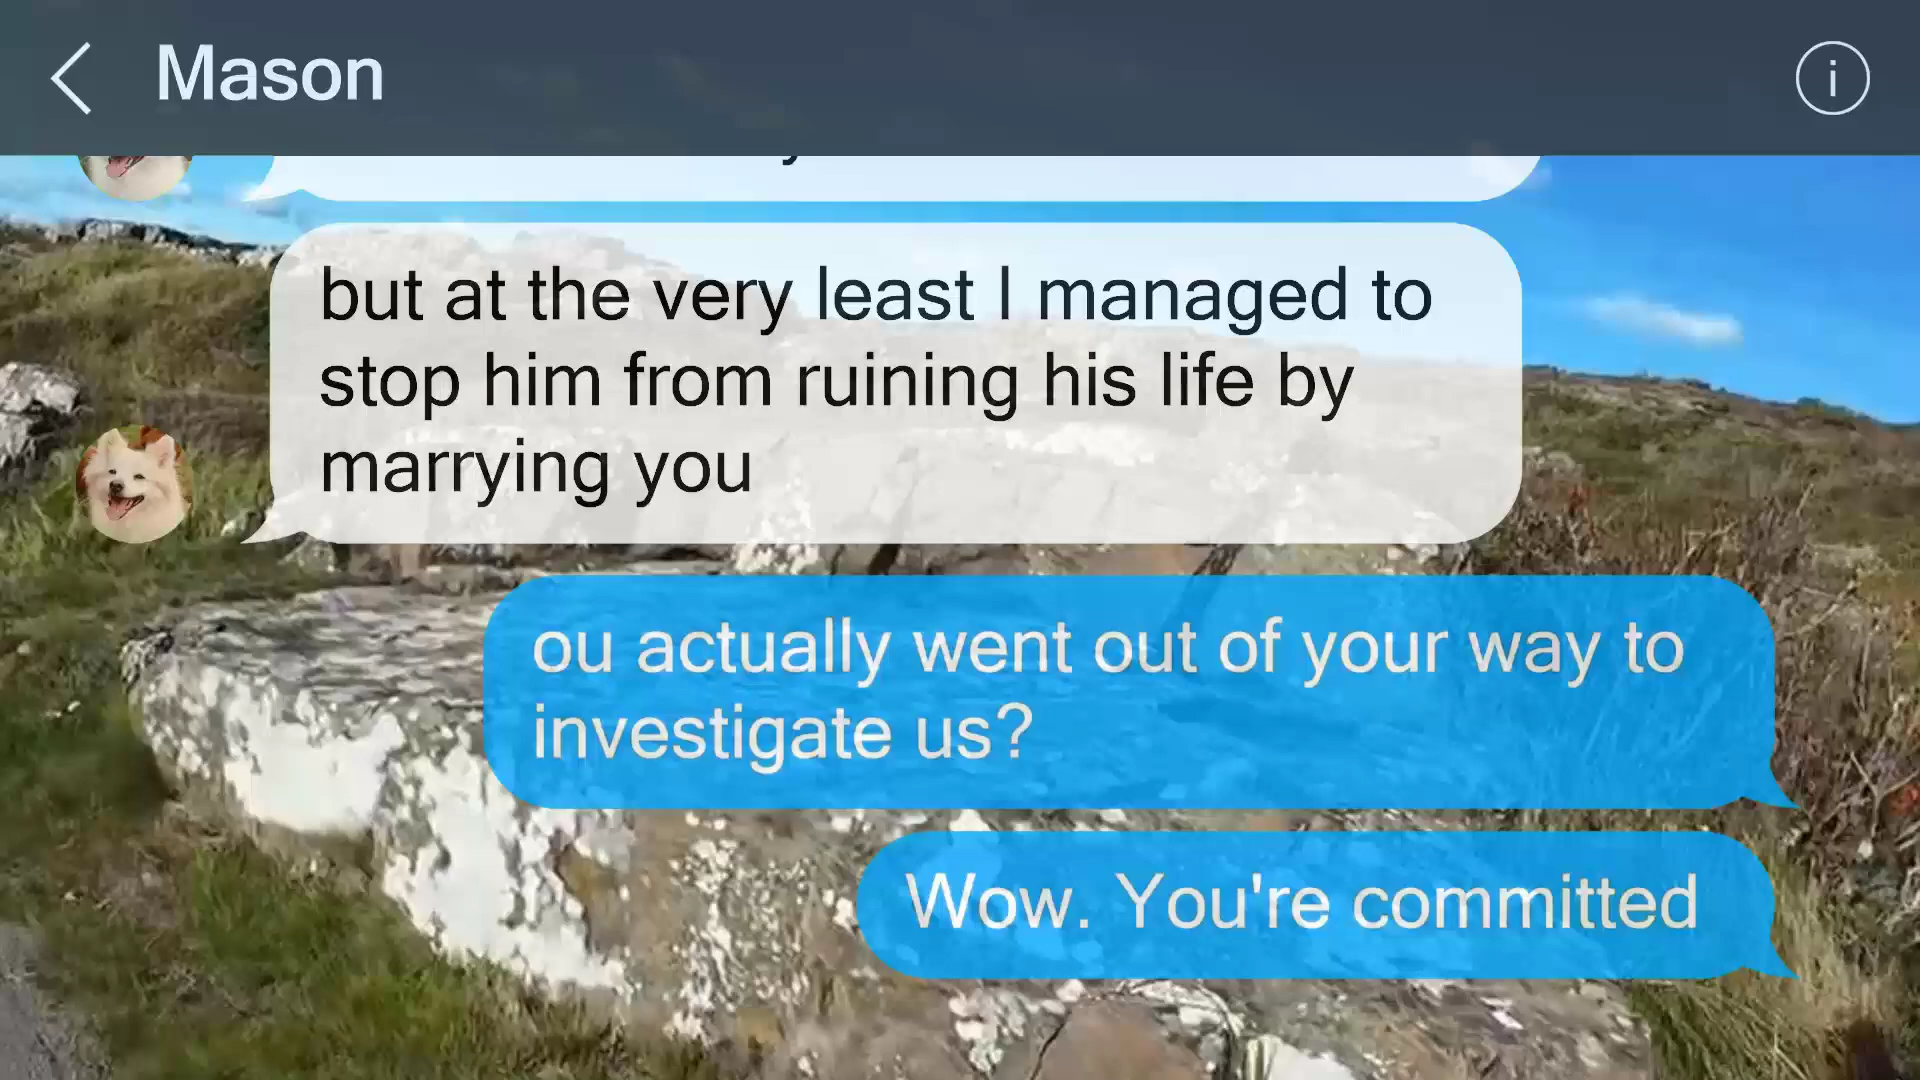 Mason
but at the very least I managed to
stop him from ruining his life by
marrying you
ou actually went out of your way to
investigate us?
Wow. You're committed